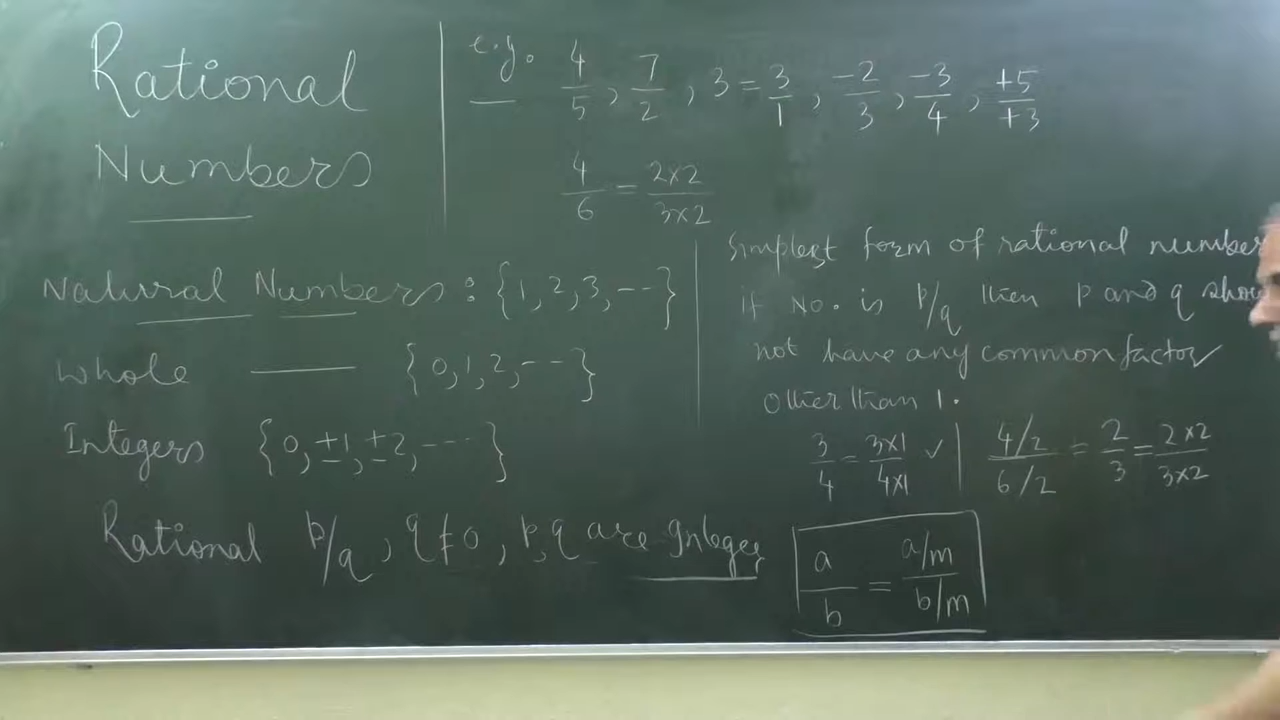 Rational
Numbers
e.g. 4/5, 7/2, 3 = 3/1, -2/3, -3/4, +5/+3
4/6 = 2×2/3×2
Natural Numbers : {1, 2, 3, ---}
Whole —— {0, 1, 2, ---}
Integers {0, ±1, ±2, ---}
Rational p/q, q≠0, p, q are Integer
Simplest form of rational number
if No. is p/q then p and q
not have any common factor
other than 1.
3/4 = 3×1/4×1 ✓ | 4/2 / 6/2 = 2/3 = 2×2/3×2
a/b = a/m / b/m